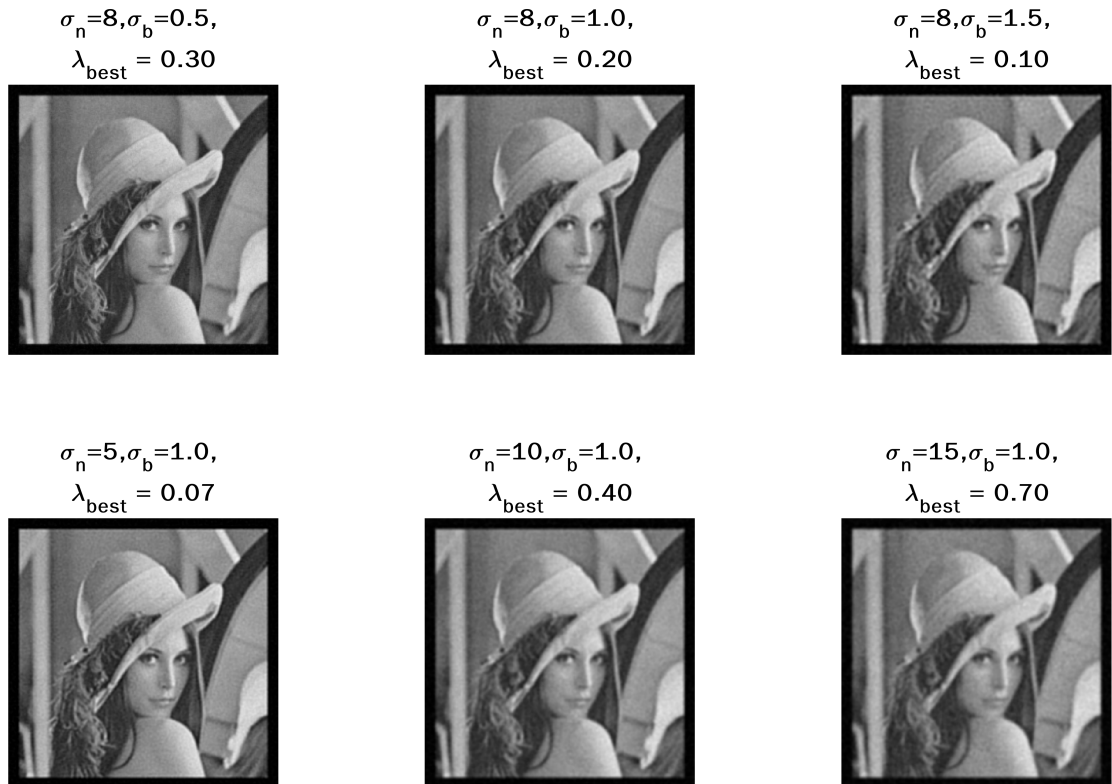 σn=8,σb=0.5,
λbest = 0.30
σn=8,σb=1.0,
λbest = 0.20
σn=8,σb=1.5,
λbest = 0.10
σn=5,σb=1.0,
λbest = 0.07
σn=10,σb=1.0,
λbest = 0.40
σn=15,σb=1.0,
λbest = 0.70